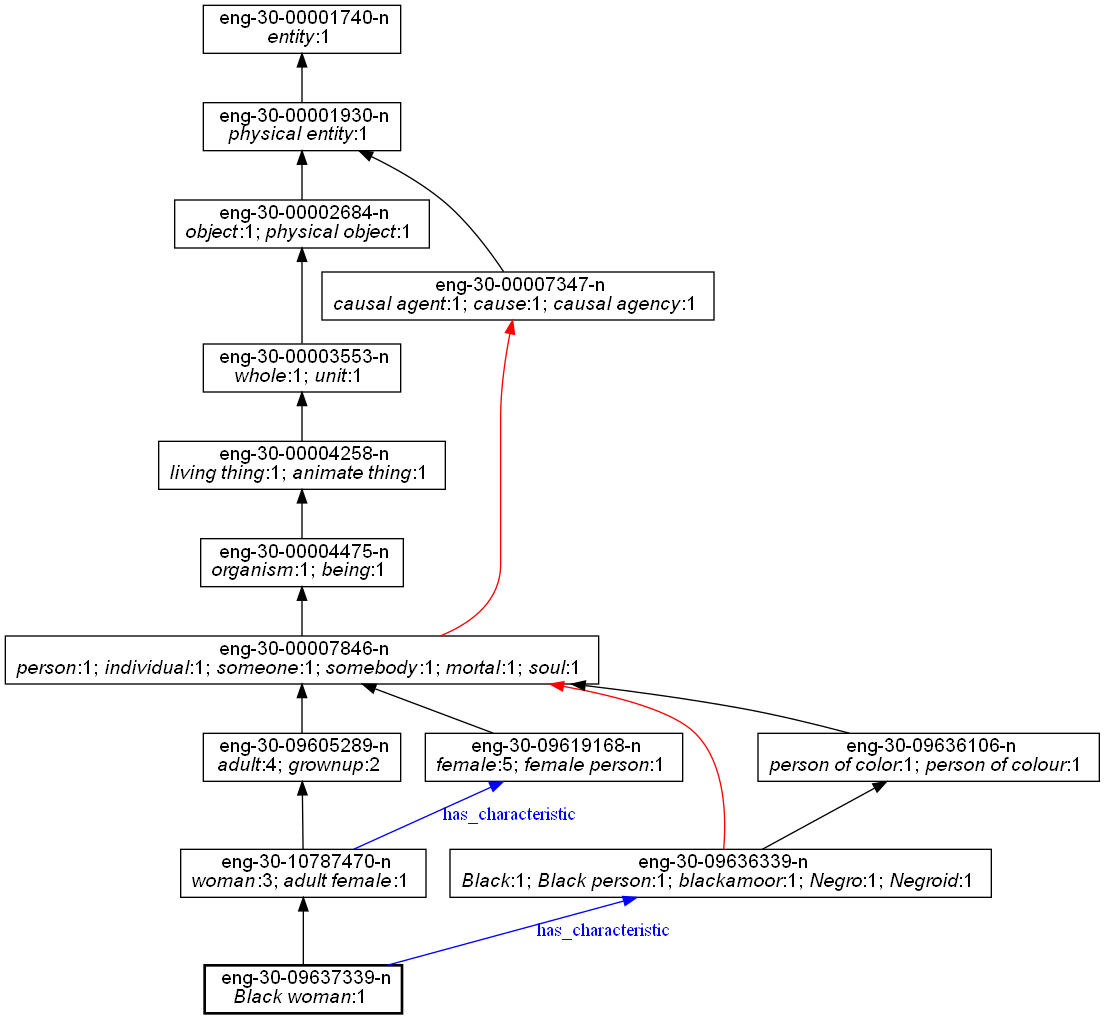 eng-30-00001740-n
entity:1
eng-30-00001930-n
physical entity:1
eng-30-00002684-n
object:1; physical object:1
eng-30-00007347-n
causal agent:1; cause:1; causal agency:1
eng-30-00003553-n
whole:1; unit:1
eng-30-00004258-n
living thing:1; animate thing:1
eng-30-00004475-n
organism:1; being:1
eng-30-00007846-n
person:1; individual:1; someone:1; somebody:1; mortal:1; soul:1
eng-30-09605289-n
adult:4; grownup:2
eng-30-09619168-n
female:5; female person:1
eng-30-09636106-n
person of color:1; person of colour:1
has_characteristic
eng-30-10787470-n
woman:3; adult female:1
eng-30-09636339-n
Black:1; Black person:1; blackamoor:1; Negro:1; Negroid:1
has_characteristic
eng-30-09637339-n
Black woman:1